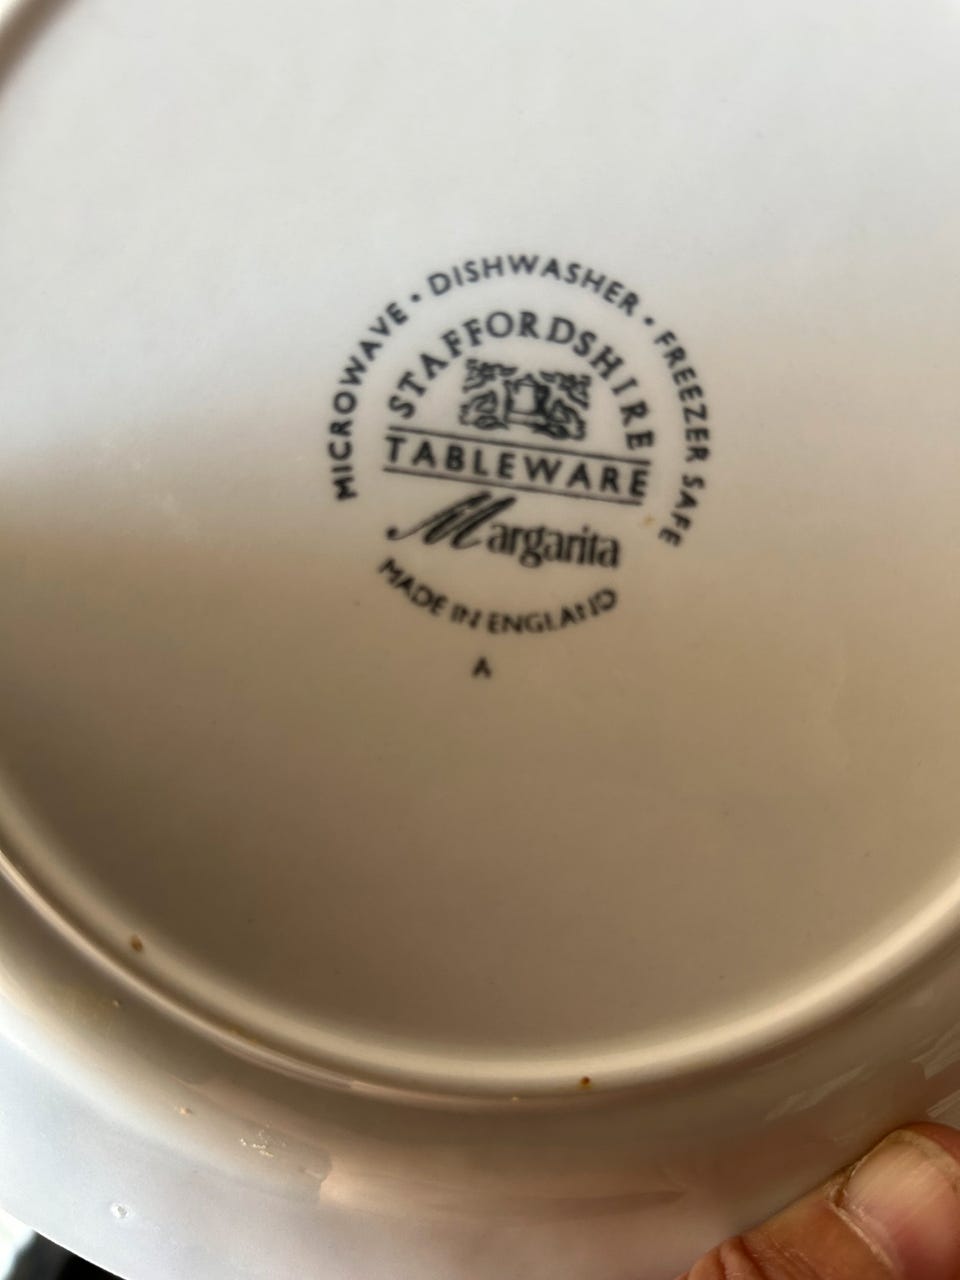 MICROWAVE • DISHWASHER • FREEZER SAFE
STAFFORDSHIRE
TABLEWARE
Margarita
MADE IN ENGLAND
A